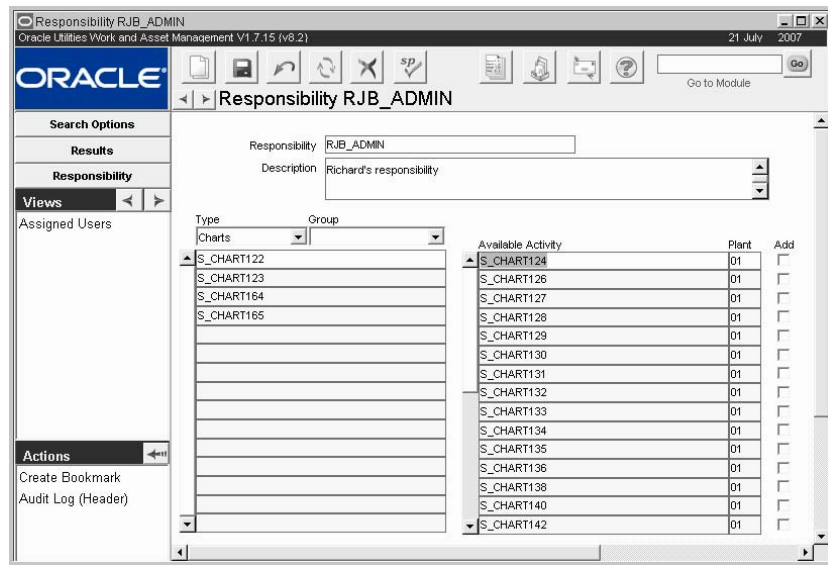 Responsibility RJB_ADMIN
Oracle Utilities Work and Asset Management V1.7.15 (v8.2) 21 July 2007
ORACLE
sp
Go
Go to Module
Responsibility RJB_ADMIN
Search Options
Results
Responsibility
Views
Assigned Users
Actions
Create Bookmark
Audit Log (Header)
Responsibility RJB_ADMIN
Description Richard's responsibility
Type Group
Charts
S_CHART122
S_CHART123
S_CHART164
S_CHART165
Available Activity Plant Add
S_CHART124 01
S_CHART126 01
S_CHART127 01
S_CHART128 01
S_CHART129 01
S_CHART130 01
S_CHART131 01
S_CHART132 01
S_CHART133 01
S_CHART134 01
S_CHART135 01
S_CHART136 01
S_CHART138 01
S_CHART140 01
S_CHART142 01